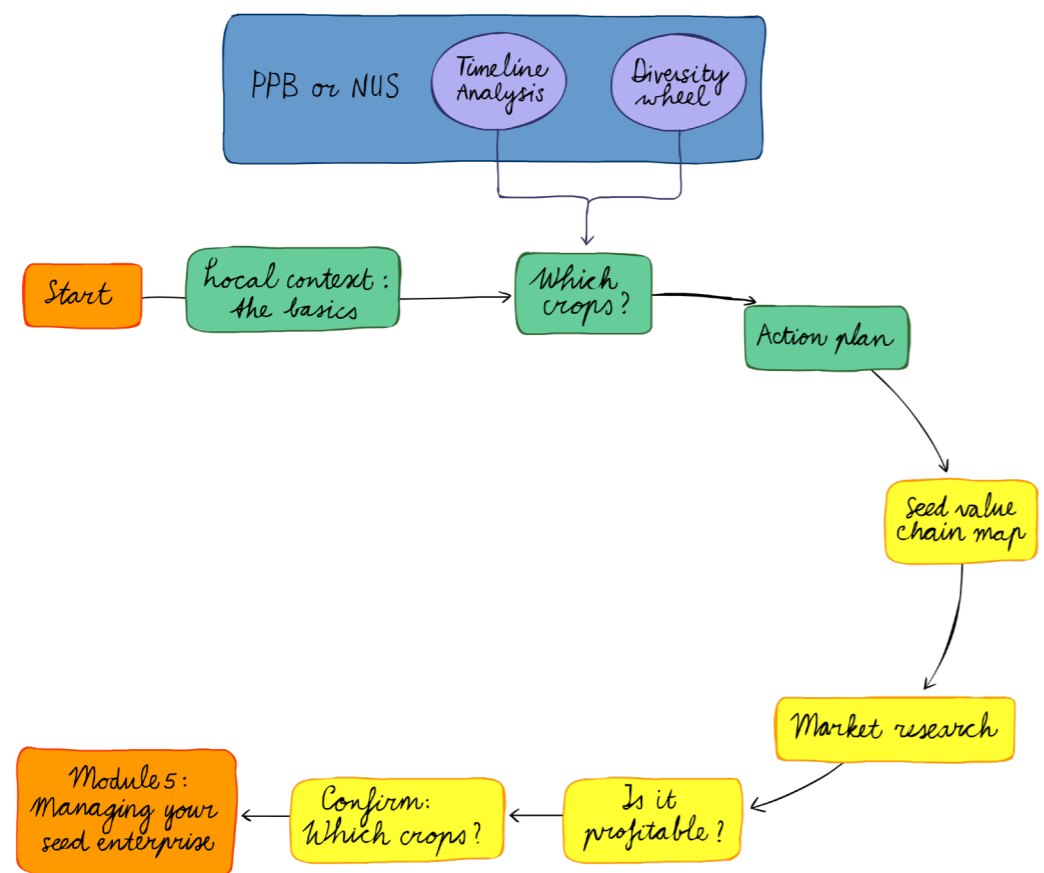 PPB or NUS
Timeline
Analysis
Diversity
wheel
Start
Local context:
the basics
Which
crops?
Action plan
Seed value
chain map
Market research
Is it
profitable?
Confirm:
Which crops?
Module 5:
Managing your
seed enterprise